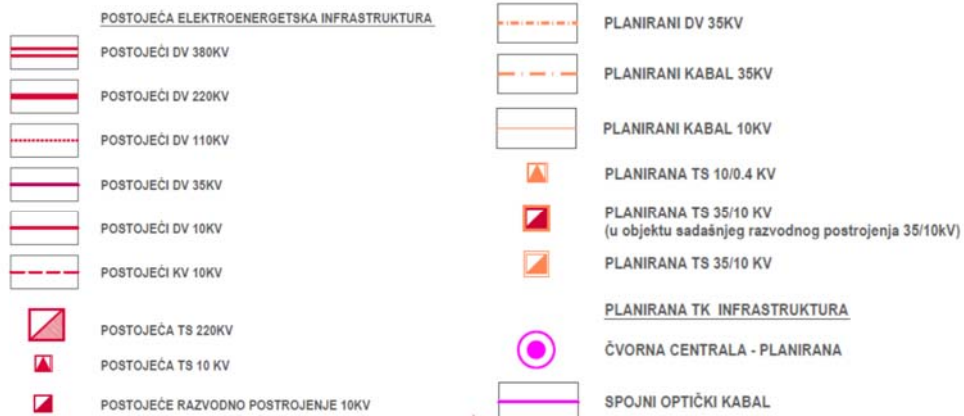 POSTOJEĆA ELEKTROENERGETSKA INFRASTRUKTURA
POSTOJEĆI DV 380KV
POSTOJEĆI DV 220KV
POSTOJEĆI DV 110KV
POSTOJEĆI DV 35KV
POSTOJEĆI DV 10KV
POSTOJEĆI KV 10KV
POSTOJEĆA TS 220KV
POSTOJEĆA TS 10 KV
POSTOJEĆE RAZVODNO POSTROJENJE 10KV
PLANIRANI DV 35KV
PLANIRANI KABAL 35KV
PLANIRANI KABAL 10KV
PLANIRANA TS 10/0.4 KV
PLANIRANA TS 35/10 KV
(u objektu sadašnjeg razvodnog postrojenja 35/10kV)
PLANIRANA TS 35/10 KV
PLANIRANA TK INFRASTRUKTURA
ČVORNA CENTRALA - PLANIRANA
SPOJNI OPTIČKI KABAL